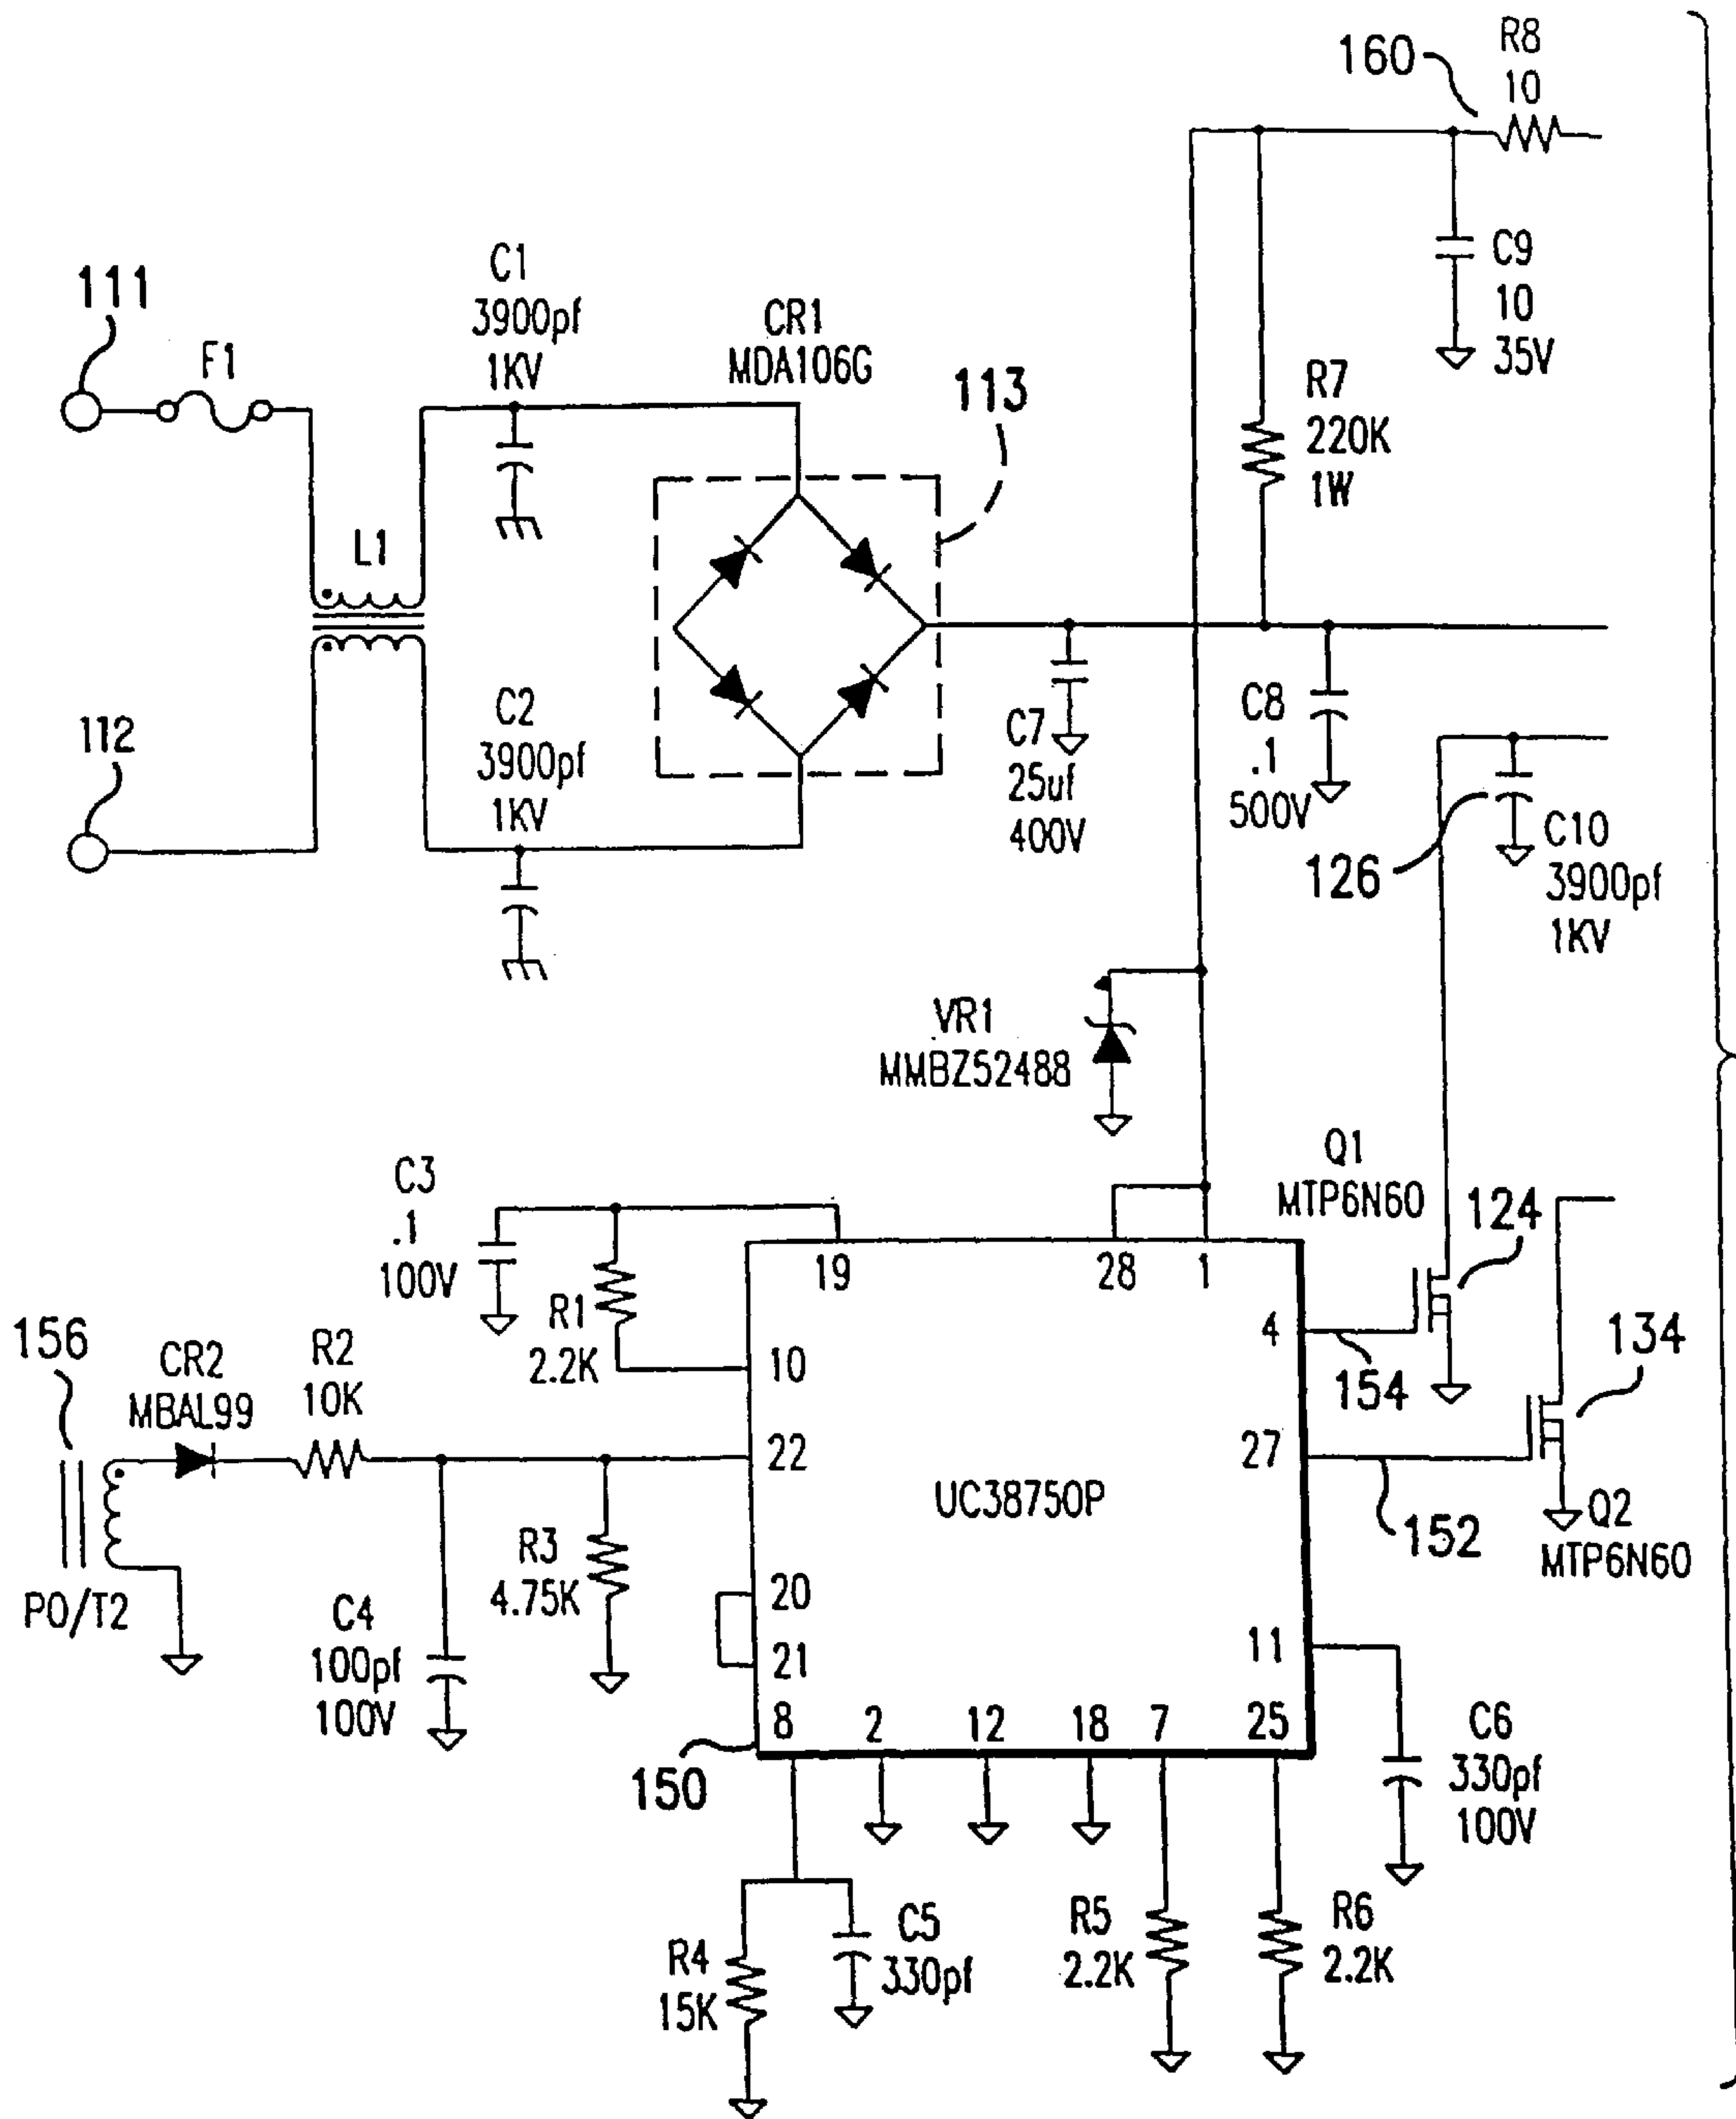 R8
10
160
C9
10
35V
111
F1
C1
3900pf
1KV
CR1
MDA106G
113
R7
220K
1W
L1
112
C2
3900pf
1KV
C7
25uf
400V
C8
.1
500V
126
C10
3900pf
1KV
VR1
MMBZ52488
Q1
MTP6N60
124
134
C3
.1
100V
R1
2.2K
19
28
1
4
154
10
156
CR2
MBAL99
R2
10K
22
27
152
Q2
MTP6N60
UC38750P
R3
4.75K
PO/T2
C4
100pf
100V
20
21
11
8
2
12
18
7
25
150
C6
330pf
100V
R4
15K
C5
330pf
R5
2.2K
R6
2.2K